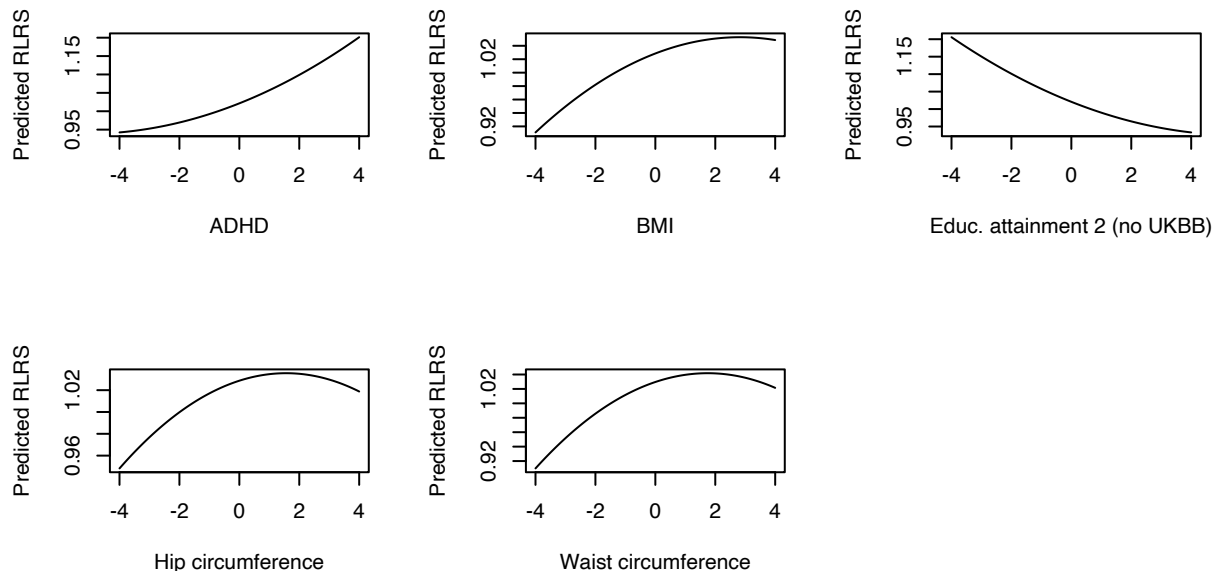 Predicted RLRS
0.95 1.15
-4 -2 0 2 4
ADHD
Predicted RLRS
0.92 1.02
-4 -2 0 2 4
BMI
Predicted RLRS
0.95 1.15
-4 -2 0 2 4
Educ. attainment 2 (no UKBB)
Predicted RLRS
0.96 1.02
-4 -2 0 2 4
Hip circumference
Predicted RLRS
0.92 1.02
-4 -2 0 2 4
Waist circumference